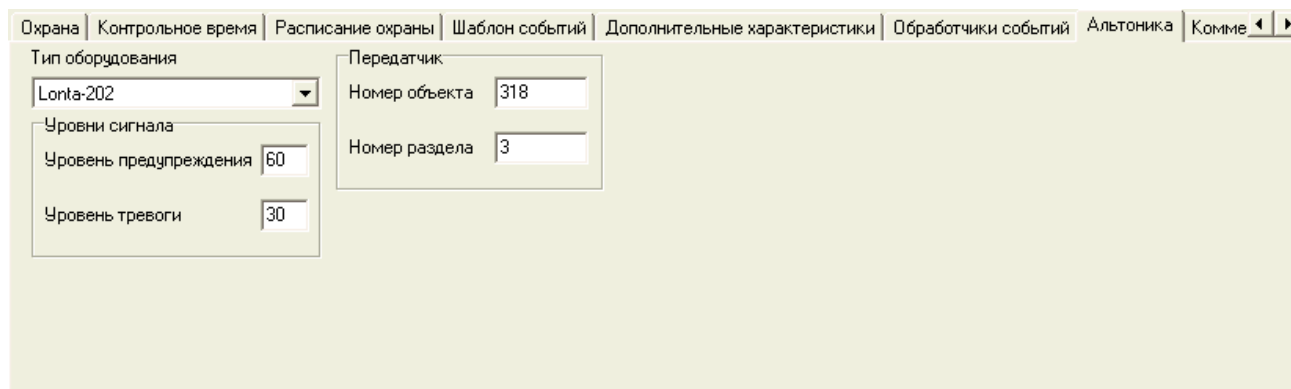 Охрана Контрольное время Расписание охраны Шаблон событий Дополнительные характеристики Обработчики событий Альтоника Комме
Тип оборудования
Lonta-202
Уровни сигнала
Уровень предупреждения 60
Уровень тревоги 30
Передатчик
Номер объекта 318
Номер раздела 3